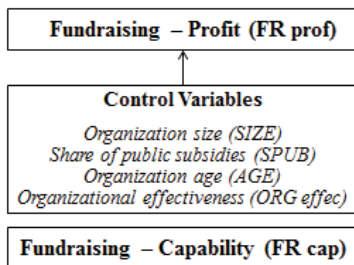 Fundraising – Profit (FR prof)
Control Variables
Organization size (SIZE)
Share of public subsidies (SPUB)
Organization age (AGE)
Organizational effectiveness (ORG effec)
Fundraising – Capability (FR cap)